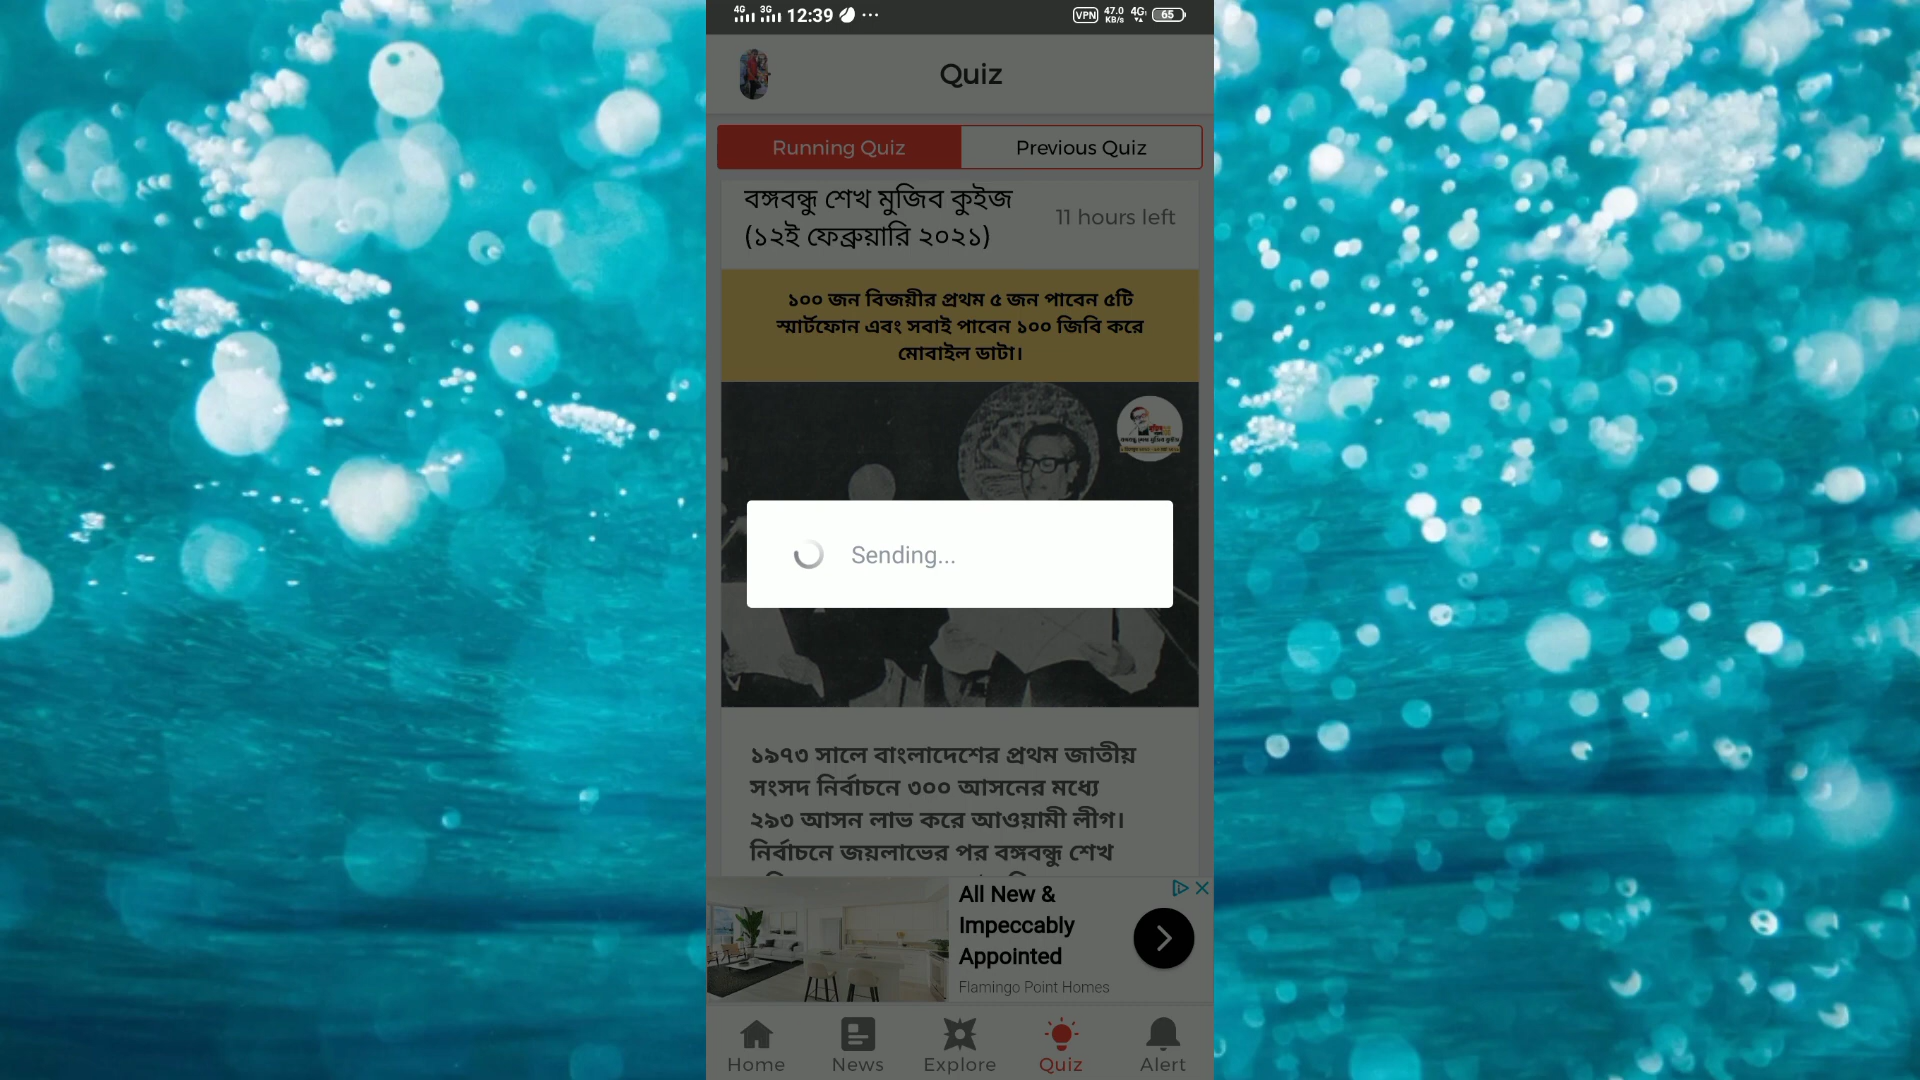 4G 3G 12:39 ... VPN 47.0 KB/s 4G 65
Quiz
Running Quiz Previous Quiz
বঙ্গবন্ধু শেখ মুজিব কুইজ
(১২ই ফেব্রুয়ারি ২০২১)
11 hours left
১০০ জন বিজয়ীর প্রথম ৫ জন পাবেন ৫টি
স্মার্টফোন এবং সবাই পাবেন ১০০ জিবি করে
মোবাইল ডাটা।
Sending...
১৯৭৩ সালে বাংলাদেশের প্রথম জাতীয়
সংসদ নির্বাচনে ৩০০ আসনের মধ্যে
২৯৩ আসন লাভ করে আওয়ামী লীগ।
নির্বাচনে জয়লাভের পর বঙ্গবন্ধু শেখ
All New &
Impeccably
Appointed
Flamingo Point Homes
Home News Explore Quiz Alert